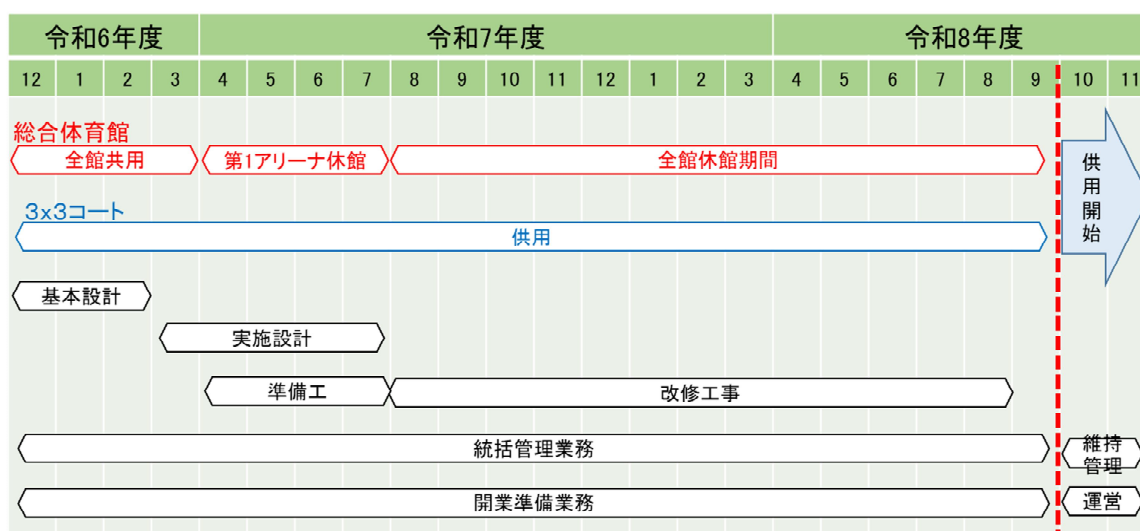 令和6年度 令和7年度 令和8年度
12 1 2 3 4 5 6 7 8 9 10 11 12 1 2 3 4 5 6 7 8 9 10 11
総合体育館
全館共用 第1アリーナ休館 全館休館期間
供用開始
3x3コート
供用
基本設計
実施設計
準備工 改修工事
統括管理業務
維持
管理
開業準備業務 運営